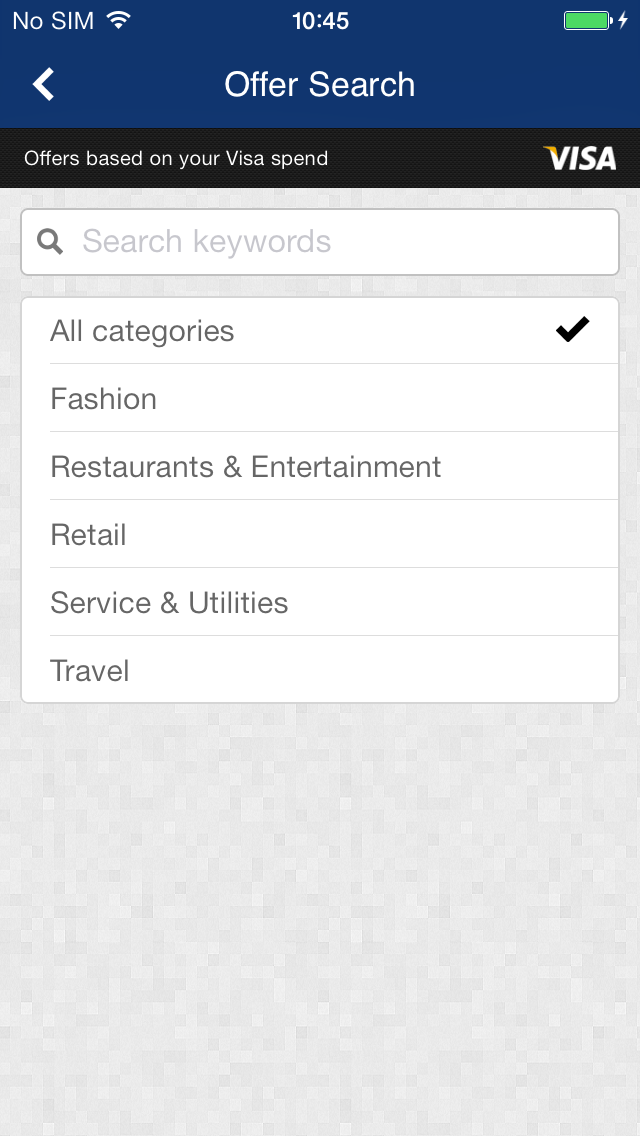 No SIM 10:45
Offer Search
Offers based on your Visa spend VISA
Search keywords
All categories
Fashion
Restaurants & Entertainment
Retail
Service & Utilities
Travel